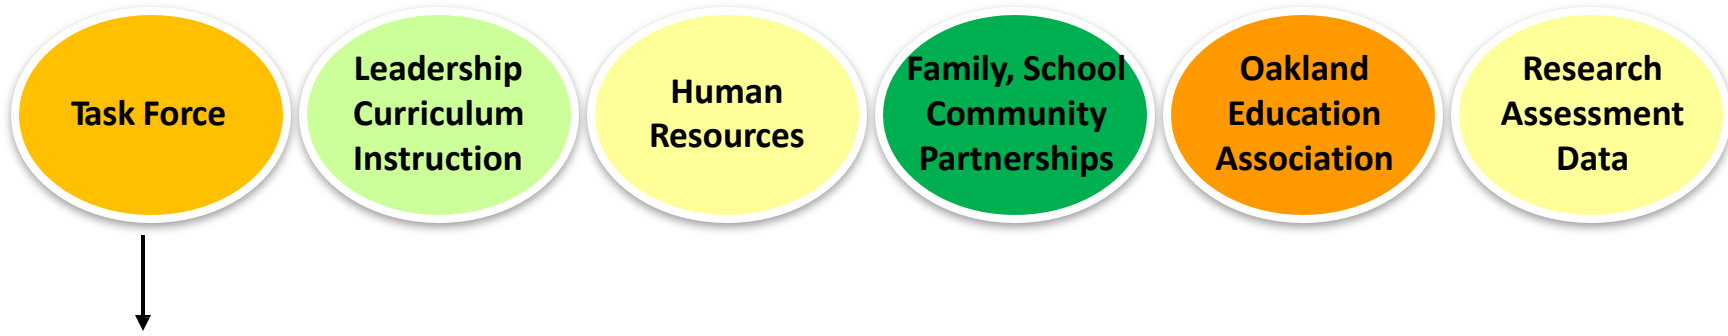 Task Force
Leadership
Curriculum
Instruction
Human
Resources
Family, School
Community
Partnerships
Oakland
Education
Association
Research
Assessment
Data